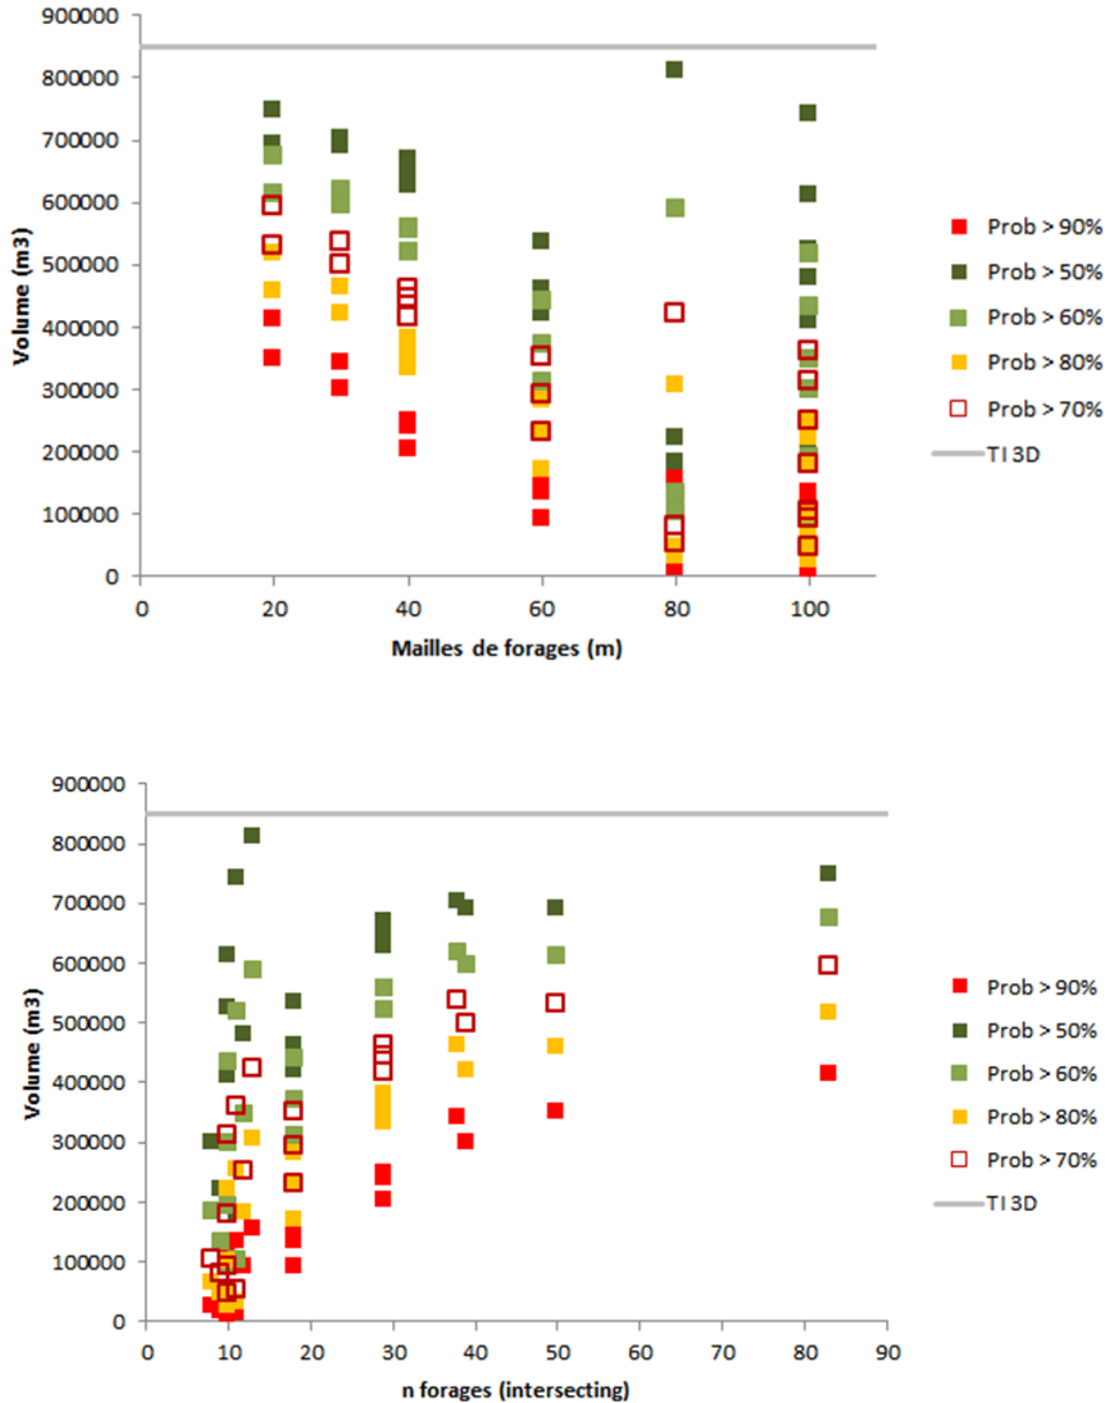 900000
800000
700000
600000
500000
400000
300000
200000
100000
0
Volume (m3)
0 20 40 60 80 100
Mailles de forages (m)
Prob > 90%
Prob > 50%
Prob > 60%
Prob > 80%
Prob > 70%
TI 3D
900000
800000
700000
600000
500000
400000
300000
200000
100000
0
Volume (m3)
0 10 20 30 40 50 60 70 80 90
n forages (intersecting)
Prob > 90%
Prob > 50%
Prob > 60%
Prob > 80%
Prob > 70%
TI 3D